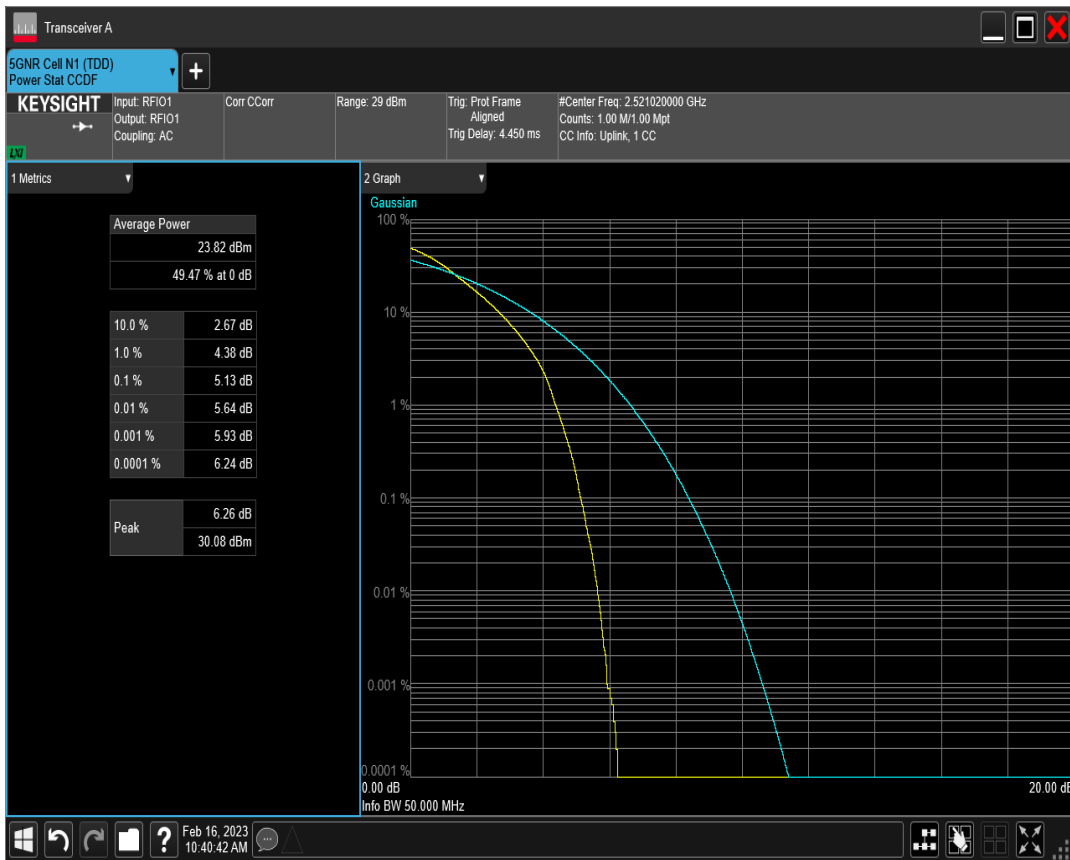 Transceiver A
5GNR Cell N1 (TDD)
Power Stat CCDF
+
KEYSIGHT
LXI
Input: RFIO1
Output: RFIO1
Coupling: AC
Corr CCorr
Range: 29 dBm
Trig: Prot Frame
Aligned
Trig Delay: 4.450 ms
#Center Freq: 2.521020000 GHz
Counts: 1.00 M/1.00 Mpt
CC Info: Uplink, 1 CC
1 Metrics
Average Power
23.82 dBm
49.47 % at 0 dB
10.0 % 2.67 dB
1.0 % 4.38 dB
0.1 % 5.13 dB
0.01 % 5.64 dB
0.001 % 5.93 dB
0.0001 % 6.24 dB
Peak 6.26 dB
30.08 dBm
2 Graph
Gaussian
100 %
10 %
1 %
0.1 %
0.01 %
0.001 %
0.0001 %
0.00 dB 20.00 dB
Info BW 50.000 MHz
?
Feb 16, 2023
10:40:42 AM